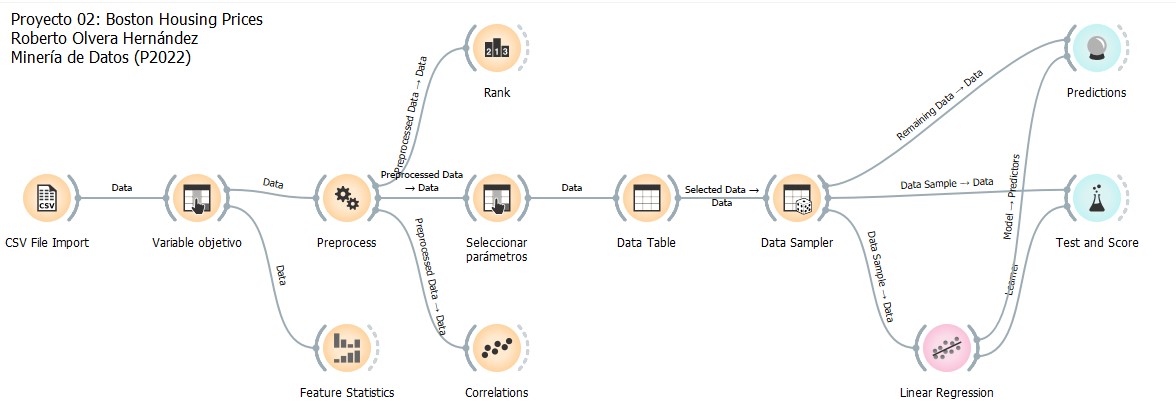 Proyecto 02: Boston Housing Prices
Roberto Olvera Hernández
Minería de Datos (P2022)
213
Rank
Preprocessed Data → Data
Remaining Data → Data
Predictions
CSV
CSV File Import
Data
Variable objetivo
Data
Preprocess
Preprocessed Data
→ Data
Seleccionar
parámetros
Data
Data Table
Selected Data →
Data
Data Sampler
Data Sample → Data
Model → Predictors
Test and Score
Data
Preprocessed Data → Data
Data Sample → Data
Learner
Feature Statistics
Correlations
Linear Regression